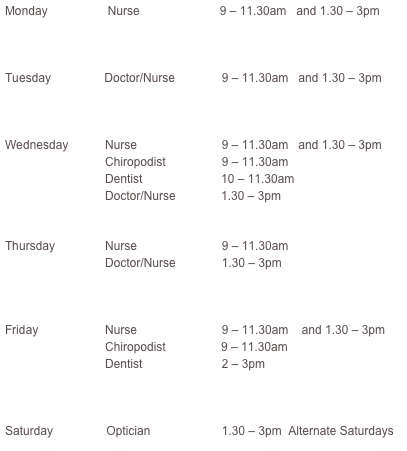 Monday Nurse 9 – 11.30am and 1.30 – 3pm
Tuesday Doctor/Nurse 9 – 11.30am and 1.30 – 3pm
Wednesday Nurse 9 – 11.30am and 1.30 – 3pm
Chiropodist 9 – 11.30am
Dentist 10 – 11.30am
Doctor/Nurse 1.30 – 3pm
Thursday Nurse 9 – 11.30am
Doctor/Nurse 1.30 – 3pm
Friday Nurse 9 – 11.30am and 1.30 – 3pm
Chiropodist 9 – 11.30am
Dentist 2 – 3pm
Saturday Optician 1.30 – 3pm Alternate Saturdays